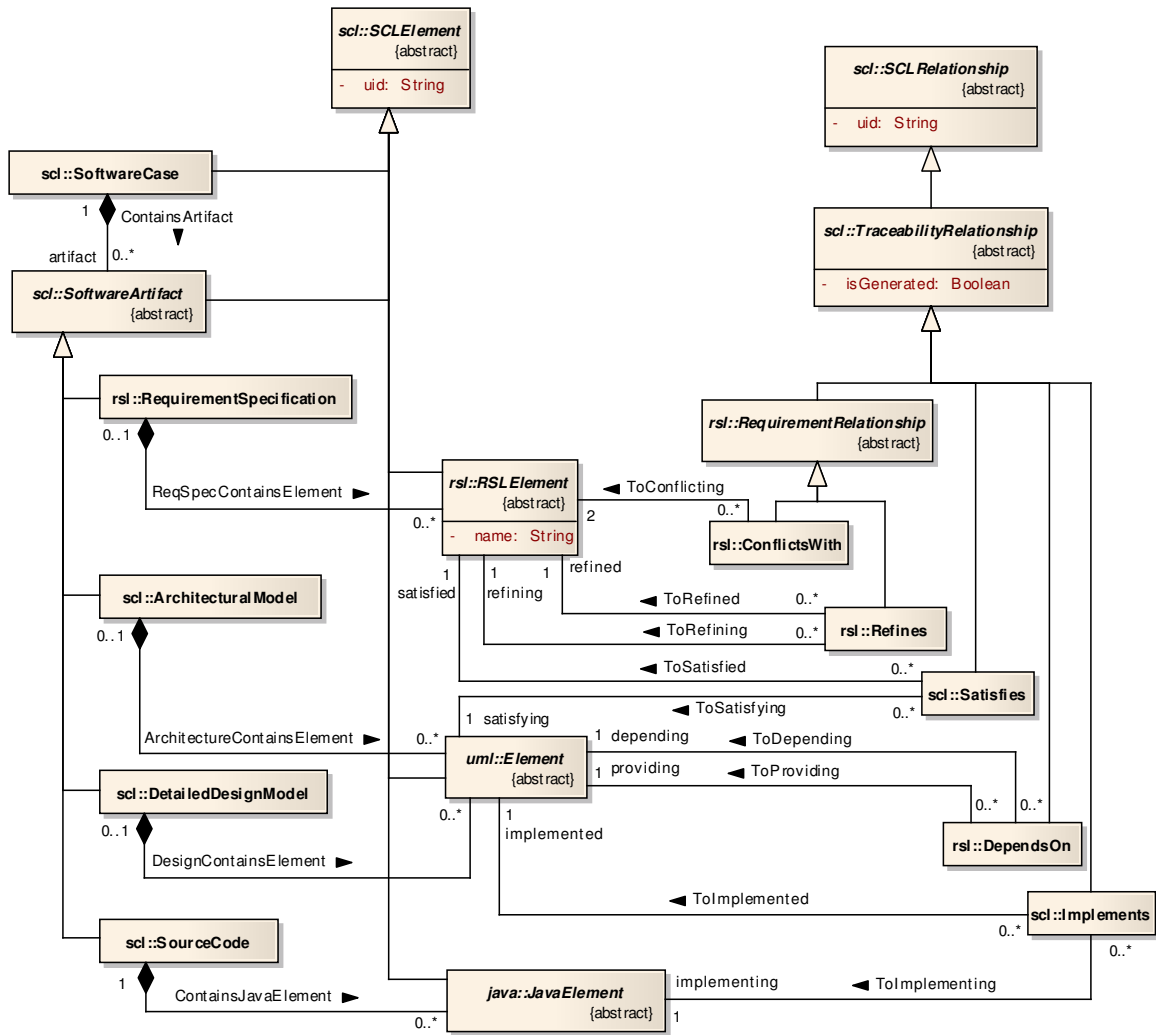 scl::SCLElement
{abstract}
- uid: String
scl::SCLRelationship
{abstract}
- uid: String
scl::SoftwareCase
1
ContainsArtifact
artifact
0..*
scl::SoftwareArtifact
{abstract}
scl::TraceabilityRelationship
{abstract}
- isGenerated: Boolean
rsl::RequirementSpecification
0..1
ReqSpecContainsElement
0..*
rsl::RequirementRelationship
{abstract}
rsl::RSLElement
{abstract}
- name: String
ToConflicting
2
0..*
rsl::ConflictsWith
1
satisfied
1
refining
1
refined
ToRefined
0..*
ToRefining
0..*
rsl::Refines
ToSatisfied
0..*
scl::Satisfies
ToSatisfying
0..*
1
satisfying
scl::ArchitecturalModel
0..1
ArchitectureContainsElement
0..*
uml::Element
{abstract}
1
depending
ToDepending
1
providing
ToProviding
0..*
0..*
rsl::DependsOn
scl::DetailedDesignModel
0..1
DesignContainsElement
0..*
1
implemented
ToImplemented
0..*
scl::Implements
0..*
scl::SourceCode
1
ContainsJavaElement
0..*
java::JavaElement
{abstract}
implementing
1
ToImplementing